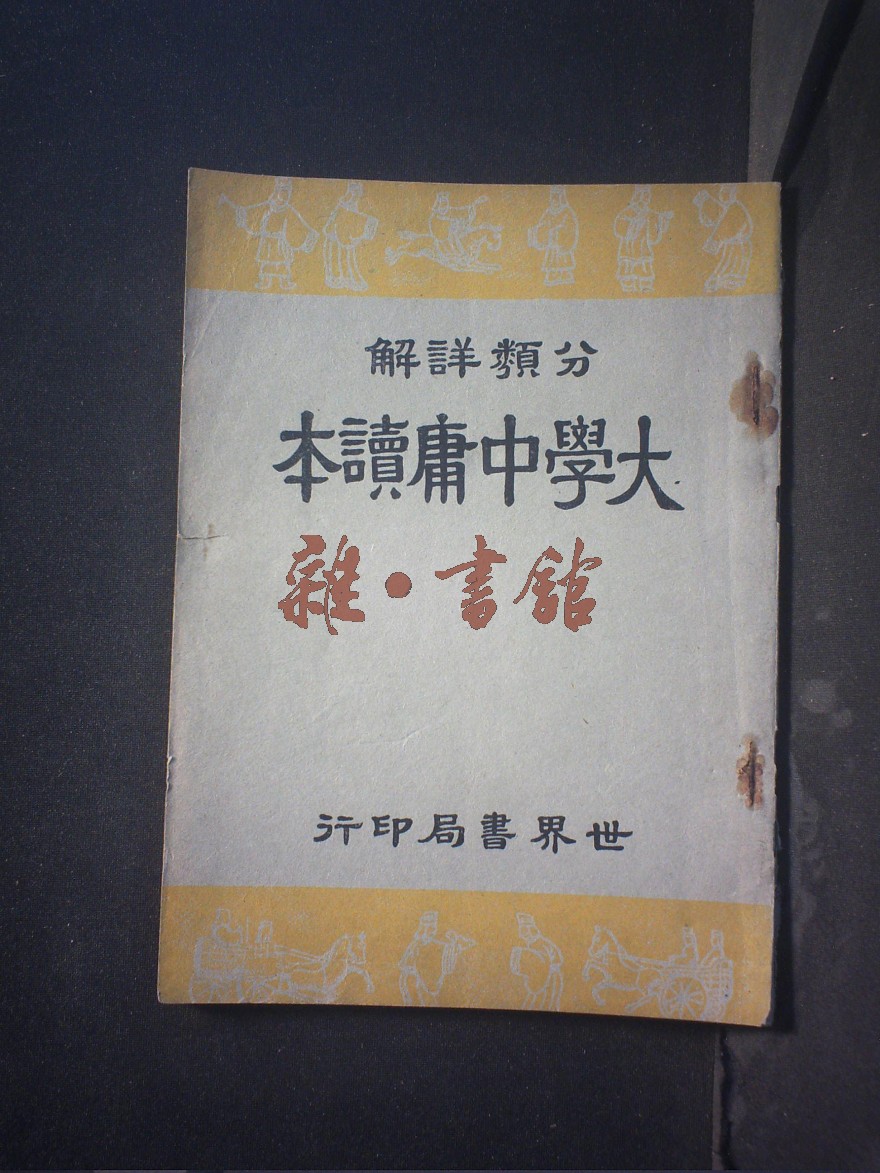 分類詳解
大學中庸讀本
雜·書館
世界書局印行